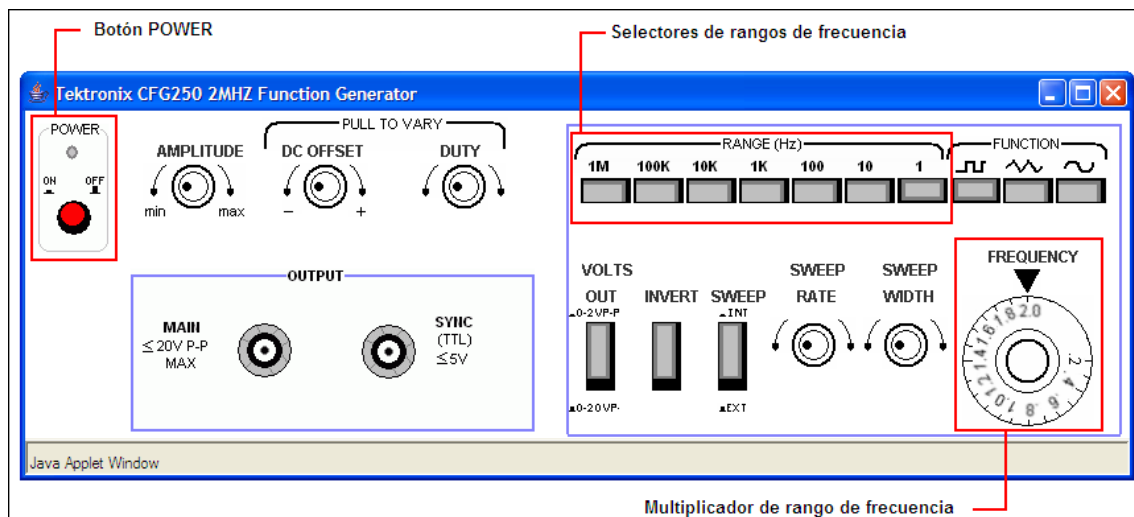 Botón POWER
Selectores de rangos de frecuencia
Tektronix CFG250 2MHZ Function Generator
POWER
ON OFF
AMPLITUDE
min max
PULL TO VARY
DC OFFSET DUTY
- +
RANGE (Hz)
1M 100K 10K 1K 100 10 1
FUNCTION
OUTPUT
MAIN
≤ 20V P-P
MAX
SYNC
(TTL)
≤5V
VOLTS
OUT
0-2VP-P
0-20VP-
INVERT
SWEEP
INT
EXT
SWEEP
RATE
SWEEP
WIDTH
FREQUENCY
2.0 1.8 1.6 1.4 1.2 1.0 .8 .6 .4 .2
Java Applet Window
Multiplicador de rango de frecuencia